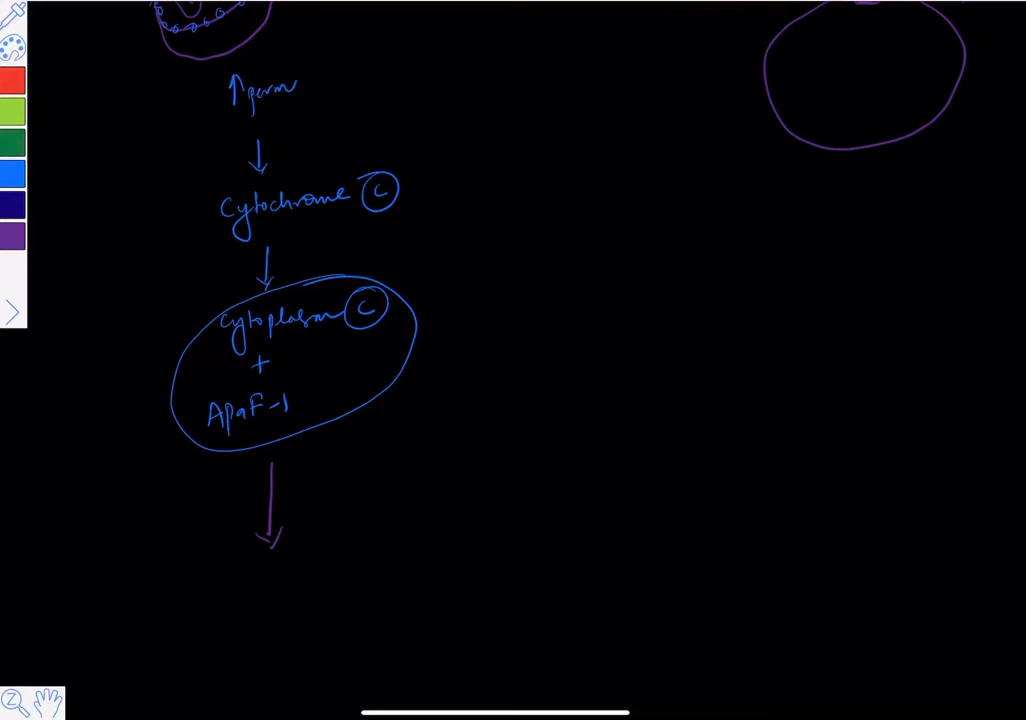 ↑perm
↓
Cytochrome C
↓
Cytoplasm C
+
Apaf-1
↓